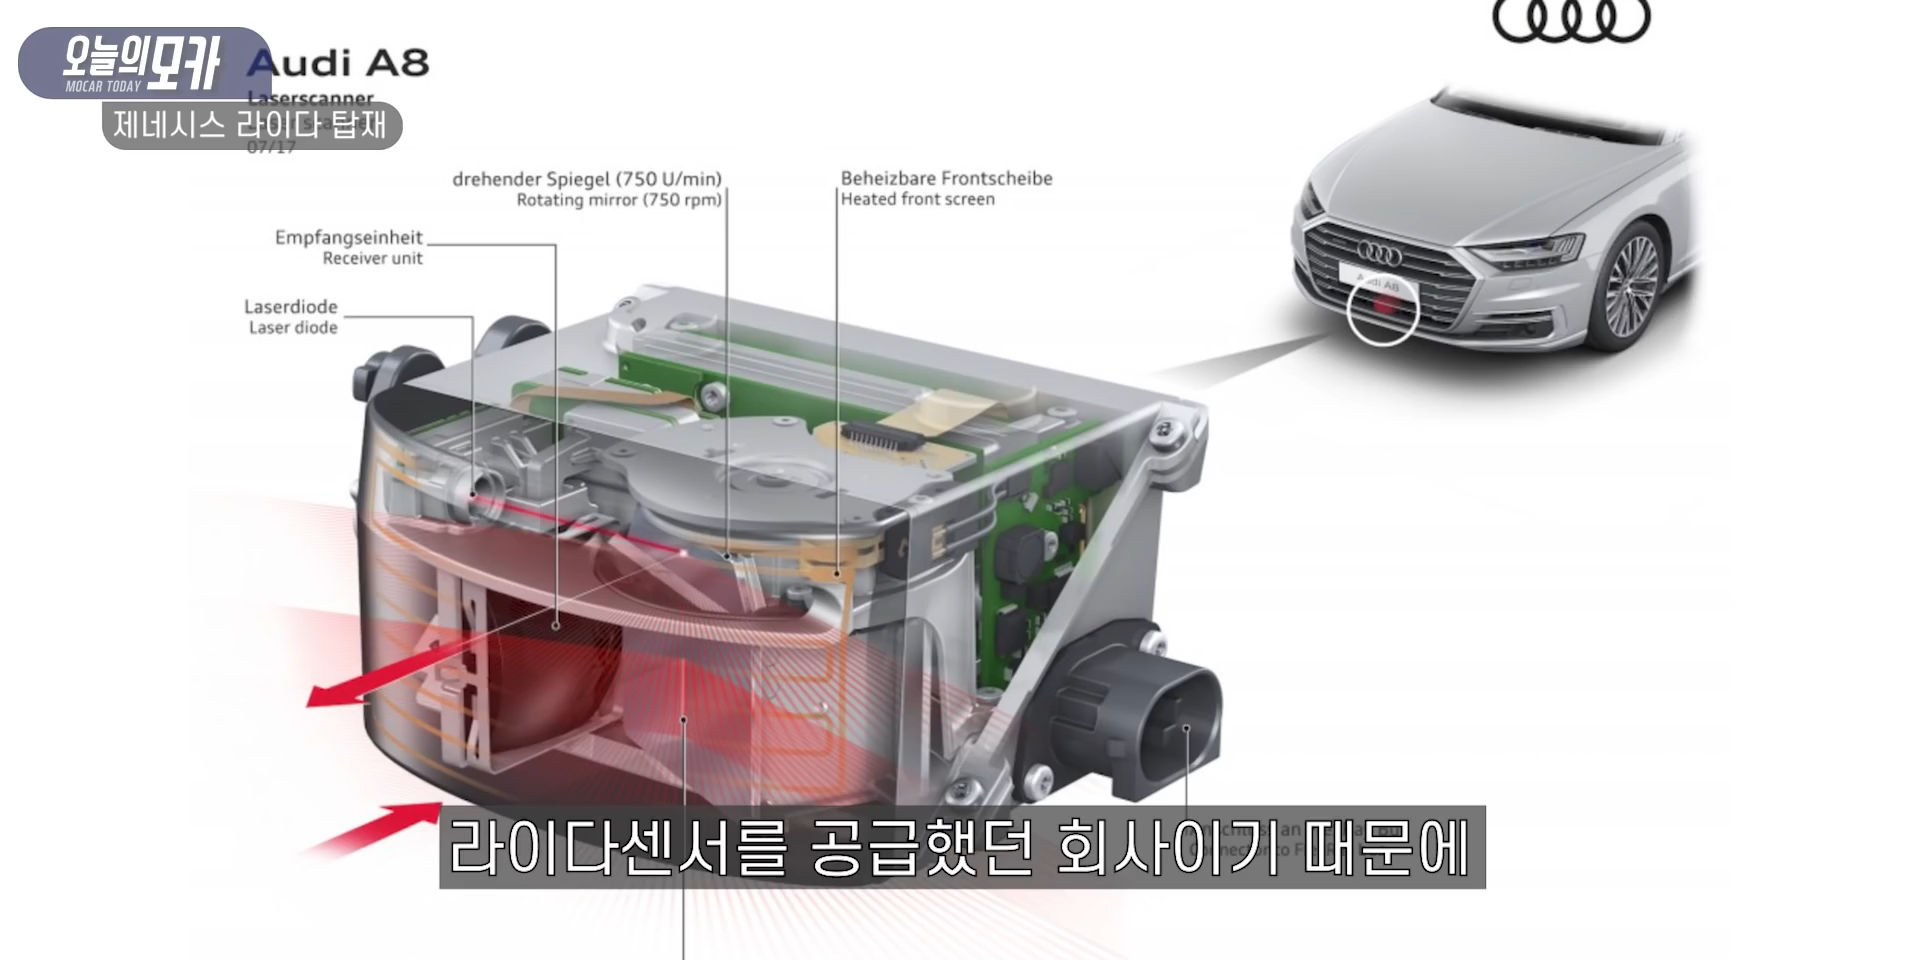 오늘의모카
MOCAR TODAY
Audi A8
Laserscanner
제네시스 라이다 탑재
07/17
drehender Spiegel (750 U/min)
Rotating mirror (750 rpm)
Beheizbare Frontscheibe
Heated front screen
Empfangseinheit
Receiver unit
Laserdiode
Laser diode
Audi A8
라이다센서를 공급했던 회사이기 때문에